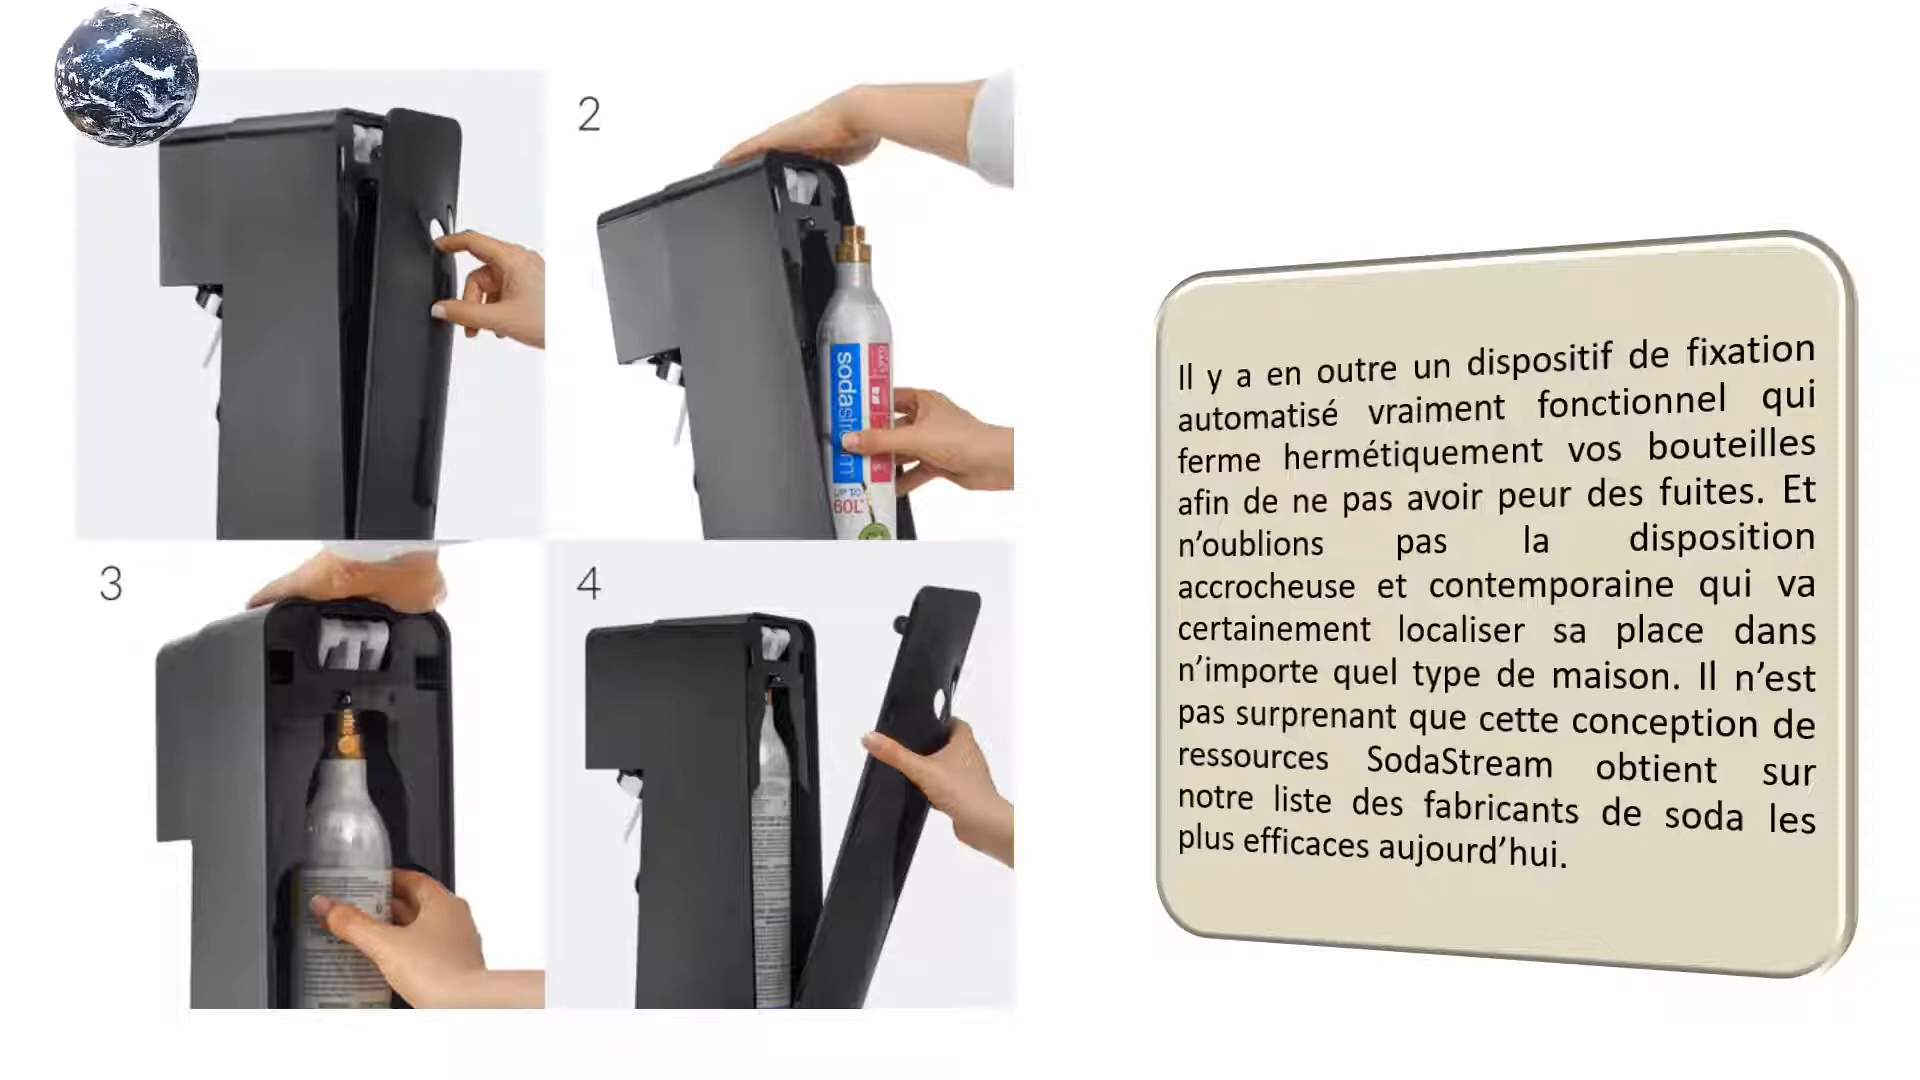 2
sodastream
UP TO
60L
3
4
Il y a en outre un dispositif de fixation
automatisé vraiment fonctionnel qui
ferme hermétiquement vos bouteilles
afin de ne pas avoir peur des fuites. Et
n'oublions pas la disposition
accrocheuse et contemporaine qui va
certainement localiser sa place dans
n'importe quel type de maison. Il n'est
pas surprenant que cette conception de
ressources SodaStream obtient sur
notre liste des fabricants de soda les
plus efficaces aujourd'hui.